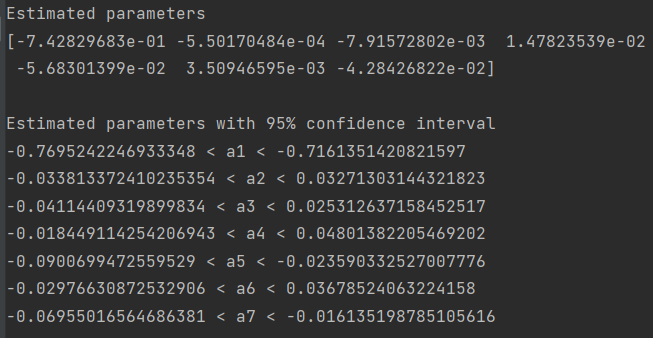 Estimated parameters
[-7.42829683e-01 -5.50170484e-04 -7.91572802e-03  1.47823539e-02
 -5.68301399e-02  3.50946595e-03 -4.28426822e-02]
Estimated parameters with 95% confidence interval
-0.7695242246933348 < a1 < -0.7161351420821597
-0.033813372410235354 < a2 < 0.03271303144321823
-0.04114409319899834 < a3 < 0.025312637158452517
-0.018449114254206943 < a4 < 0.04801382205469202
-0.0900699472559529 < a5 < -0.023590332527007776
-0.02976630872532906 < a6 < 0.03678524063224158
-0.06955016564686381 < a7 < -0.016135198785105616